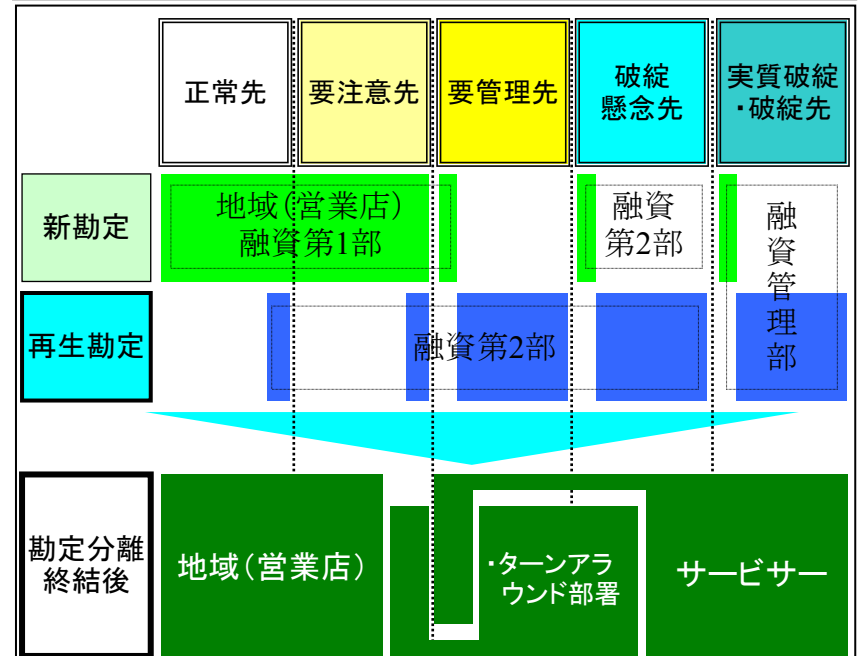 正常先
要注意先
要管理先
破綻
懸念先
実質破綻
・破綻先
新勘定
地域(営業店)
融資第1部
融資
第2部
融資管理部
再生勘定
融資第2部
勘定分離
終結後
地域(営業店)
・ターンアラ
ウンド部署
サービサー